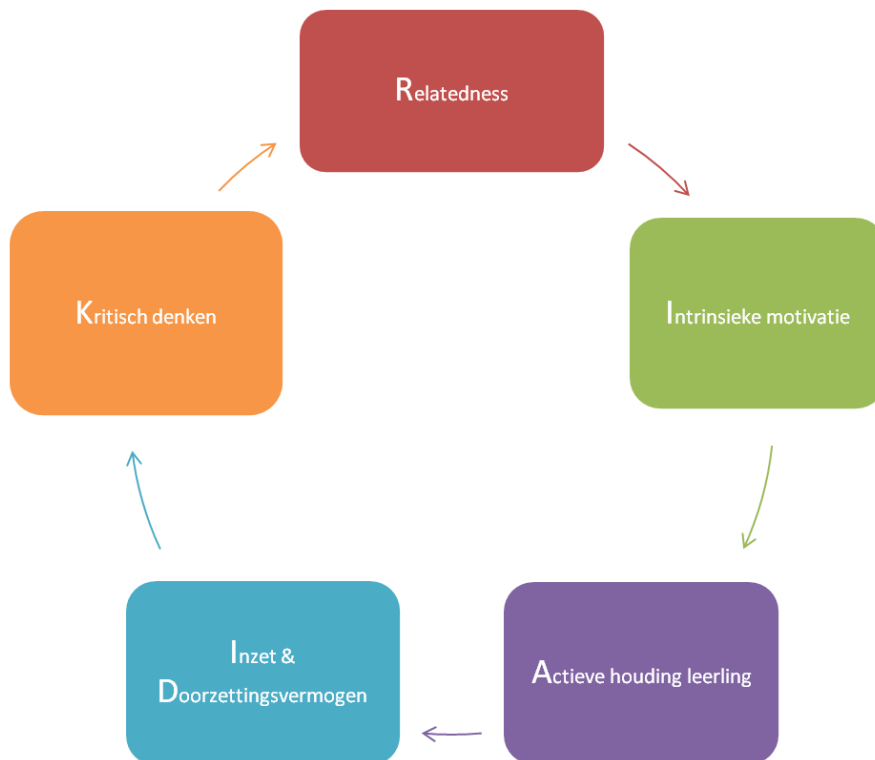 Relatedness
Intrinsieke motivatie
Actieve houding leerling
Inzet &
Doorzettingsvermogen
Kritisch denken